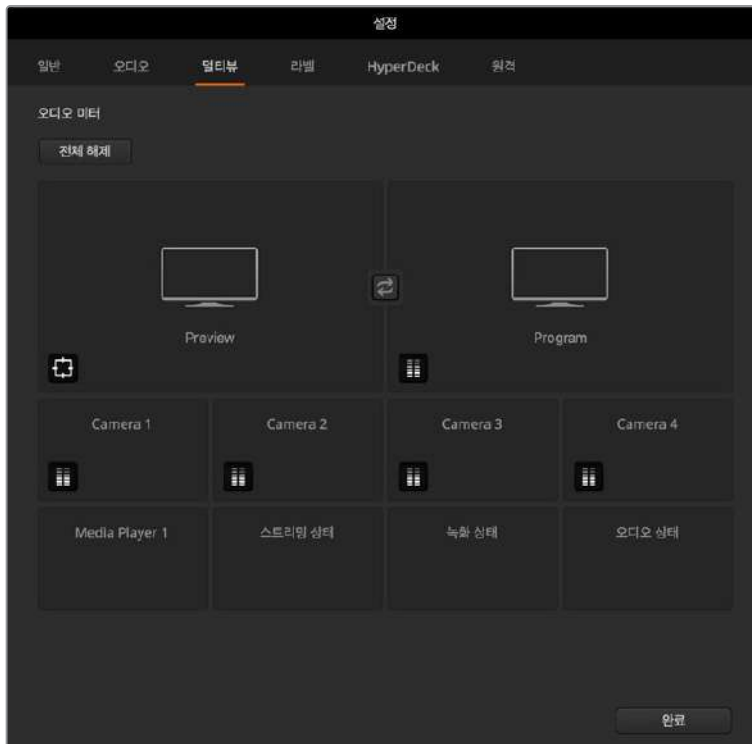 설정
일반 오디오 멀티뷰 라벨 HyperDeck 원격
오디오 미터
전체 해제
Preview Program
Camera 1 Camera 2 Camera 3 Camera 4
Media Player 1 스트리밍 상태 녹화 상태 오디오 상태
완료